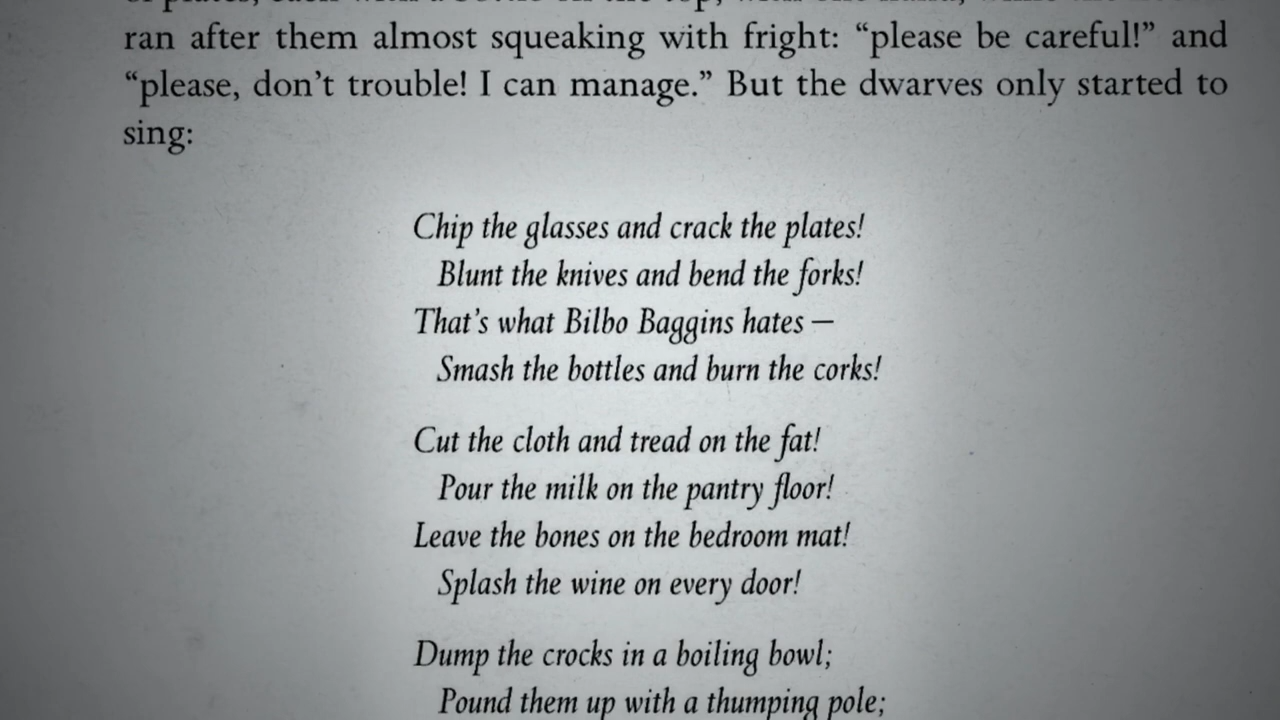 ran after them almost squeaking with fright: “please be careful!” and
“please, don’t trouble! I can manage.” But the dwarves only started to
sing:
Chip the glasses and crack the plates!
Blunt the knives and bend the forks!
That’s what Bilbo Baggins hates –
Smash the bottles and burn the corks!
Cut the cloth and tread on the fat!
Pour the milk on the pantry floor!
Leave the bones on the bedroom mat!
Splash the wine on every door!
Dump the crocks in a boiling bowl;
Pound them up with a thumping pole;